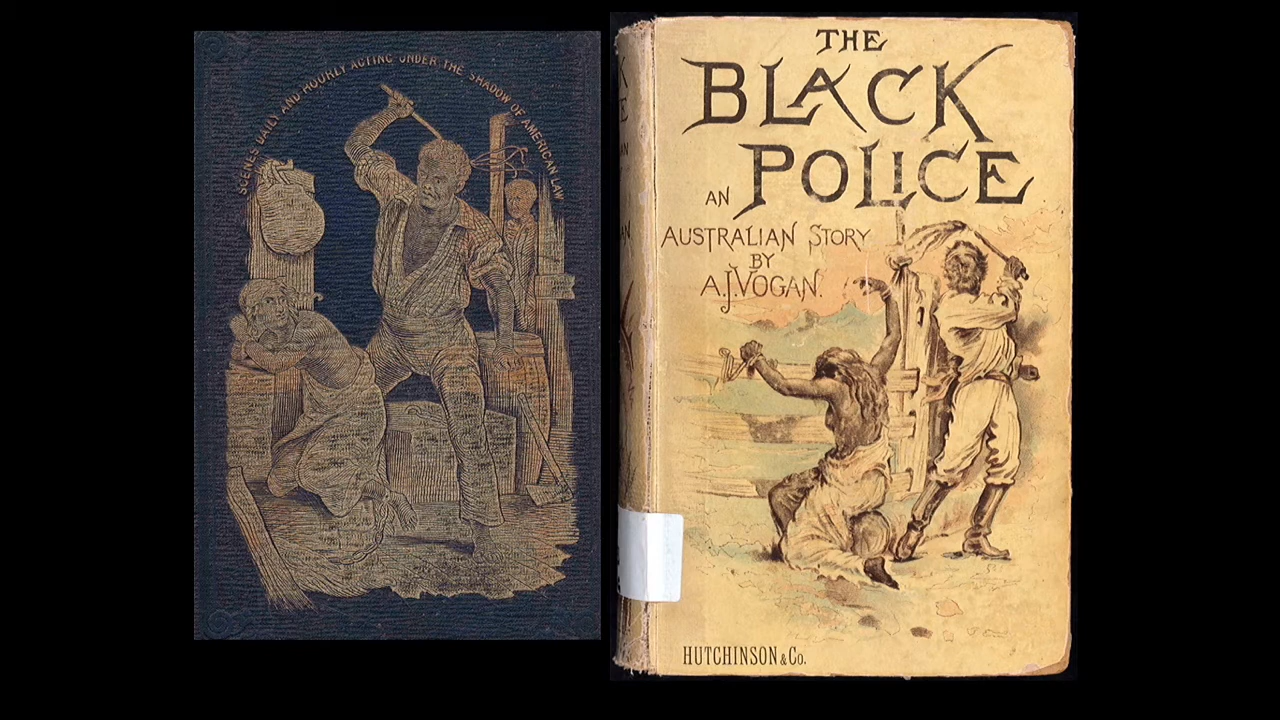 SCENES DAILY AND HOURLY ACTING UNDER THE SHADOW OF AMERICAN LAW
THE
BLACK
POLICE
AN
AUSTRALIAN STORY
BY
A.J. VOGAN.
HUTCHINSON & Co.